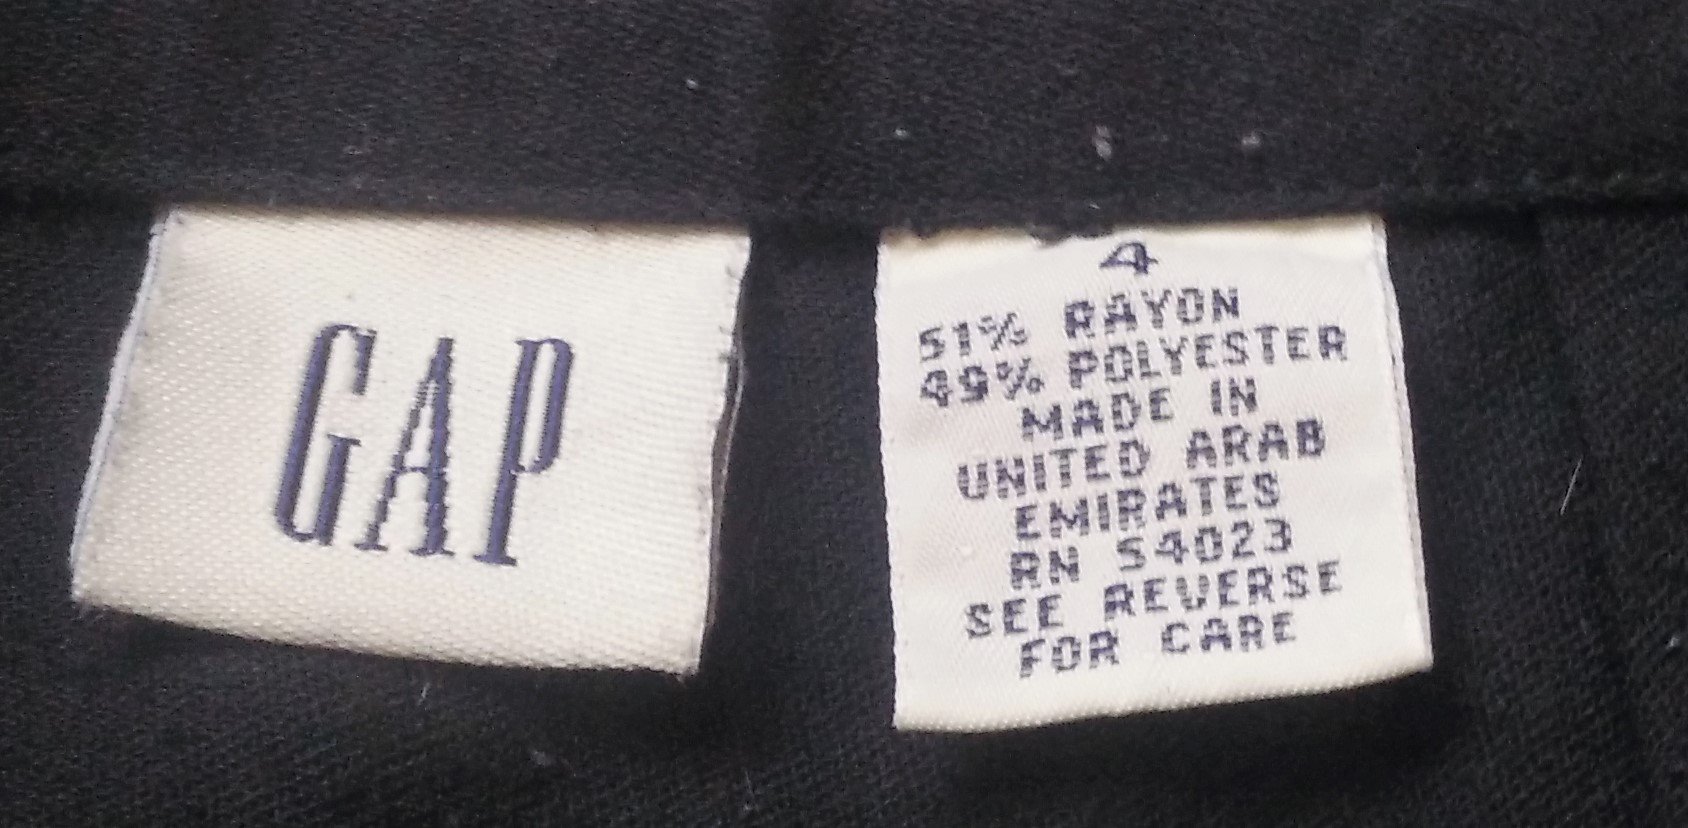 GAP
4
51% RAYON
49% POLYESTER
MADE IN
UNITED ARAB
EMIRATES
RN 54023
SEE REVERSE
FOR CARE